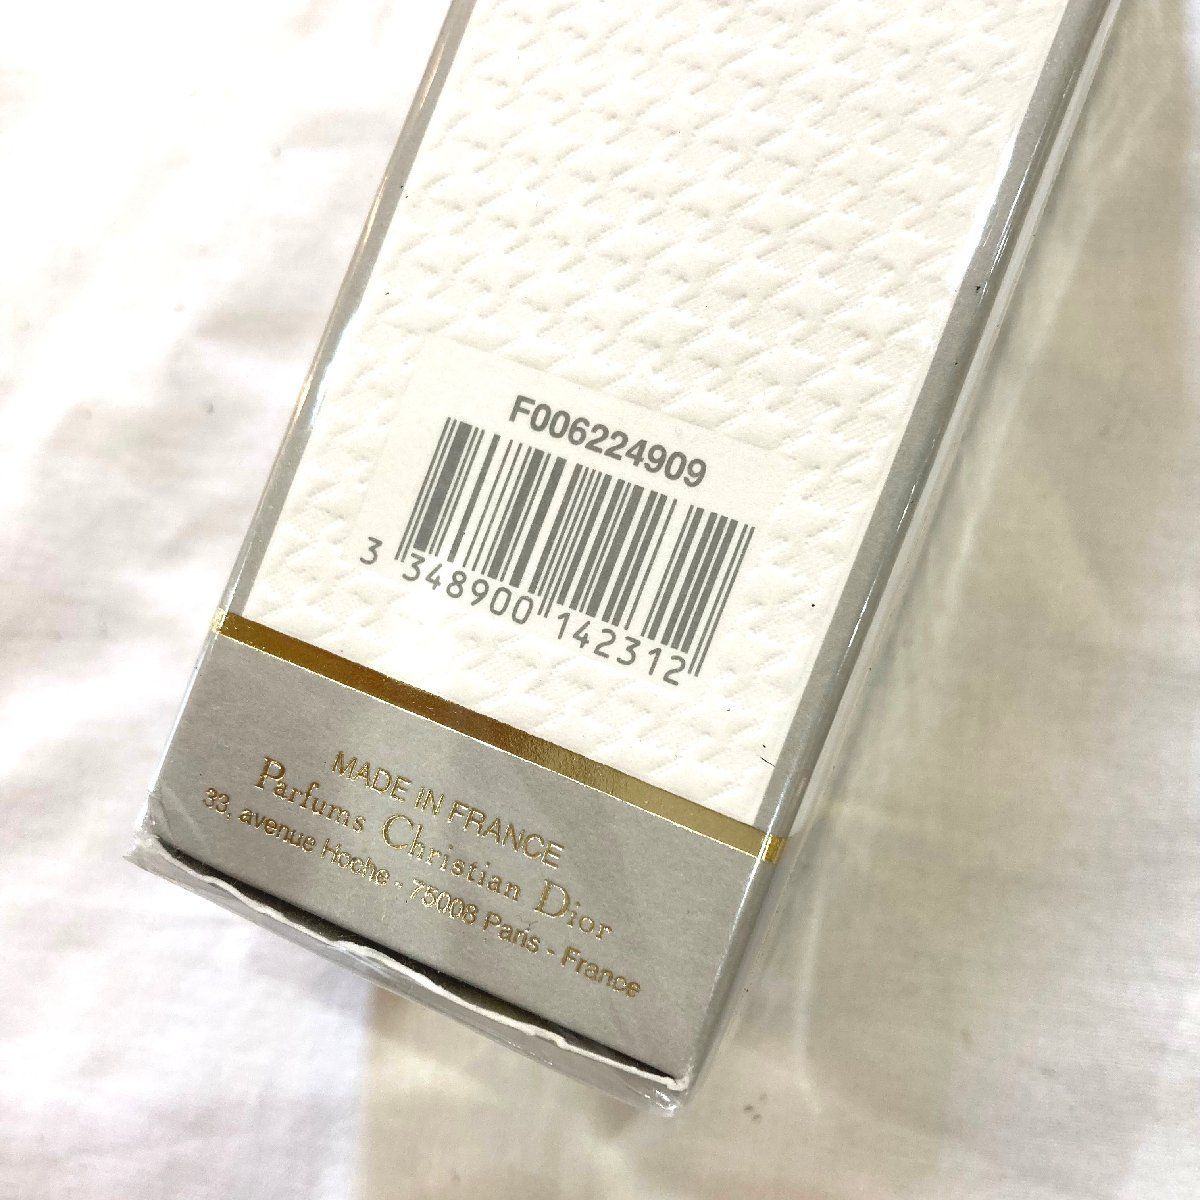 F006224909
3 348900 142312
MADE IN FRANCE
Parfums Christian Dior
33, avenue Hoche - 75008 Paris - France